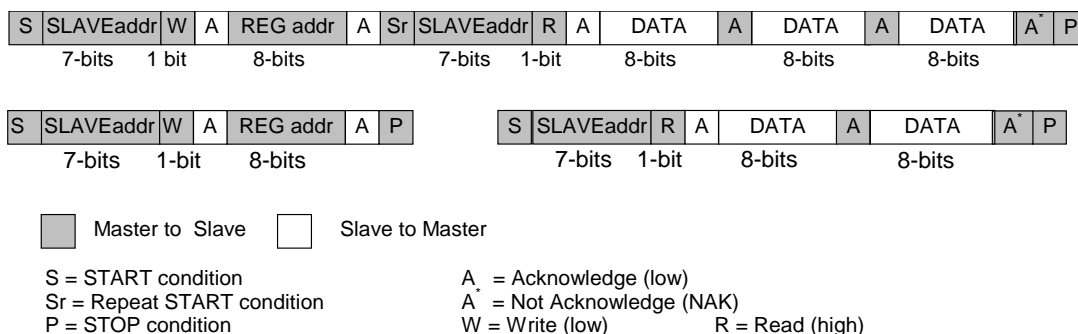 S SLAVEaddr W A REG addr A Sr SLAVEaddr R A DATA A DATA A DATA A* P
7-bits 1 bit 8-bits 7-bits 1-bit 8-bits 8-bits 8-bits
S SLAVEaddr W A REG addr A P S SLAVEaddr R A DATA A DATA A* P
7-bits 1-bit 8-bits 7-bits 1-bit 8-bits 8-bits
Master to Slave Slave to Master
S = START condition A = Acknowledge (low)
Sr = Repeat START condition A* = Not Acknowledge (NAK)
P = STOP condition W = Write (low) R = Read (high)